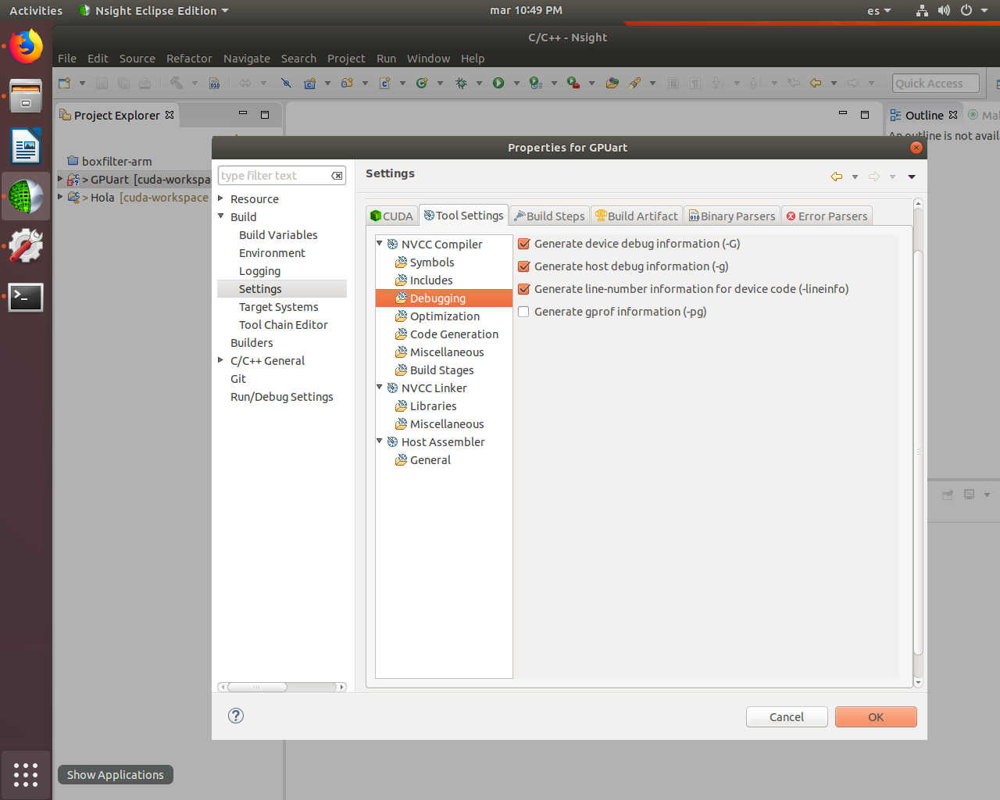 Activities
Nsight Eclipse Edition
mar 10:49 PM
es
C/C++ - Nsight
File Edit Source Refactor Navigate Search Project Run Window Help
010
Quick Access
Project Explorer
Outline
An outline is not avail
boxfilter-arm
> GPUart [cuda-workspa
> Hola [cuda-workspace
Properties for GPUart
type filter text
Resource
Build
Build Variables
Environment
Logging
Settings
Target Systems
Tool Chain Editor
Builders
C/C++ General
Git
Run/Debug Settings
Settings
CUDA
Tool Settings
Build Steps
Build Artifact
Binary Parsers
Error Parsers
NVCC Compiler
Symbols
Includes
Debugging
Optimization
Code Generation
Miscellaneous
Build Stages
NVCC Linker
Libraries
Miscellaneous
Host Assembler
General
Generate device debug information (-G)
Generate host debug information (-g)
Generate line-number information for device code (-lineinfo)
Generate gprof information (-pg)
Cancel
OK
Show Applications